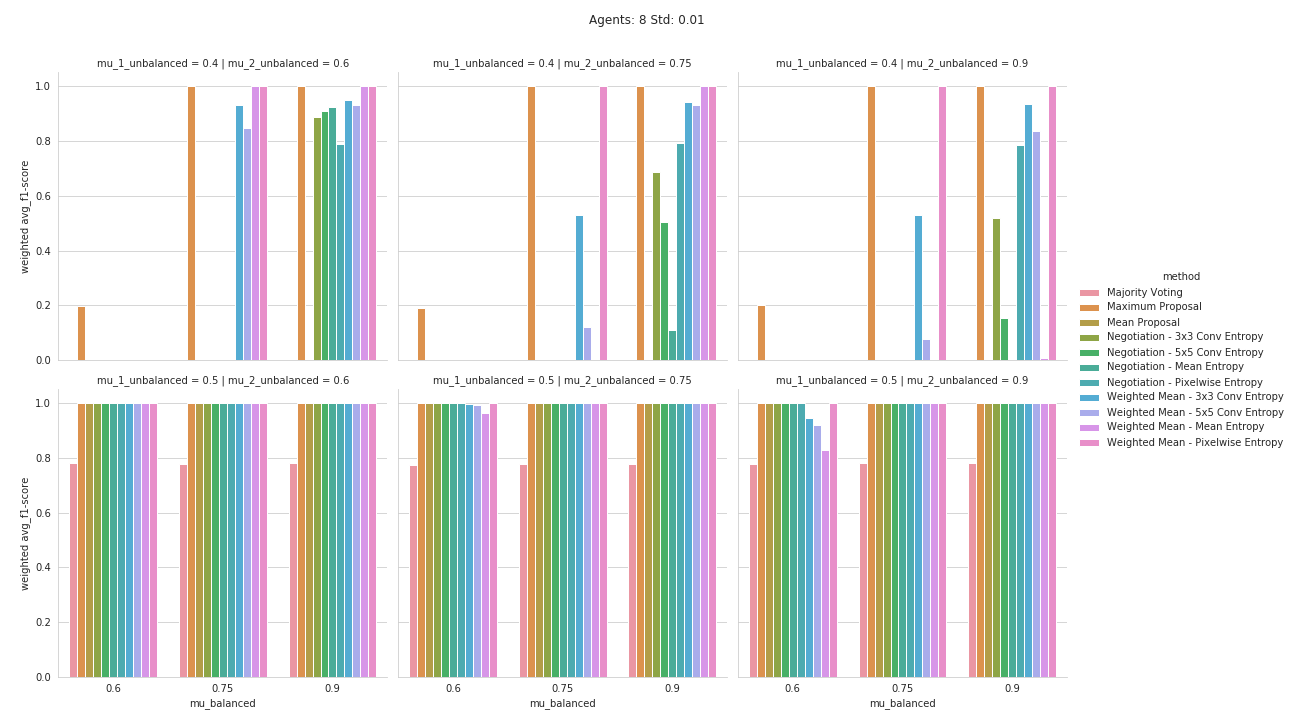 Agents: 8 Std: 0.01
mu_1_unbalanced = 0.4 | mu_2_unbalanced = 0.6
mu_1_unbalanced = 0.4 | mu_2_unbalanced = 0.75
mu_1_unbalanced = 0.4 | mu_2_unbalanced = 0.9
1.0
0.8
0.6
0.4
0.2
0.0
weighted avg_f1-score
mu_1_unbalanced = 0.5 | mu_2_unbalanced = 0.6
mu_1_unbalanced = 0.5 | mu_2_unbalanced = 0.75
mu_1_unbalanced = 0.5 | mu_2_unbalanced = 0.9
1.0
0.8
0.6
0.4
0.2
0.0
weighted avg_f1-score
0.6
0.75
0.9
mu_balanced
0.6
0.75
0.9
mu_balanced
0.6
0.75
0.9
mu_balanced
method
Majority Voting
Maximum Proposal
Mean Proposal
Negotiation - 3x3 Conv Entropy
Negotiation - 5x5 Conv Entropy
Negotiation - Mean Entropy
Negotiation - Pixelwise Entropy
Weighted Mean - 3x3 Conv Entropy
Weighted Mean - 5x5 Conv Entropy
Weighted Mean - Mean Entropy
Weighted Mean - Pixelwise Entropy